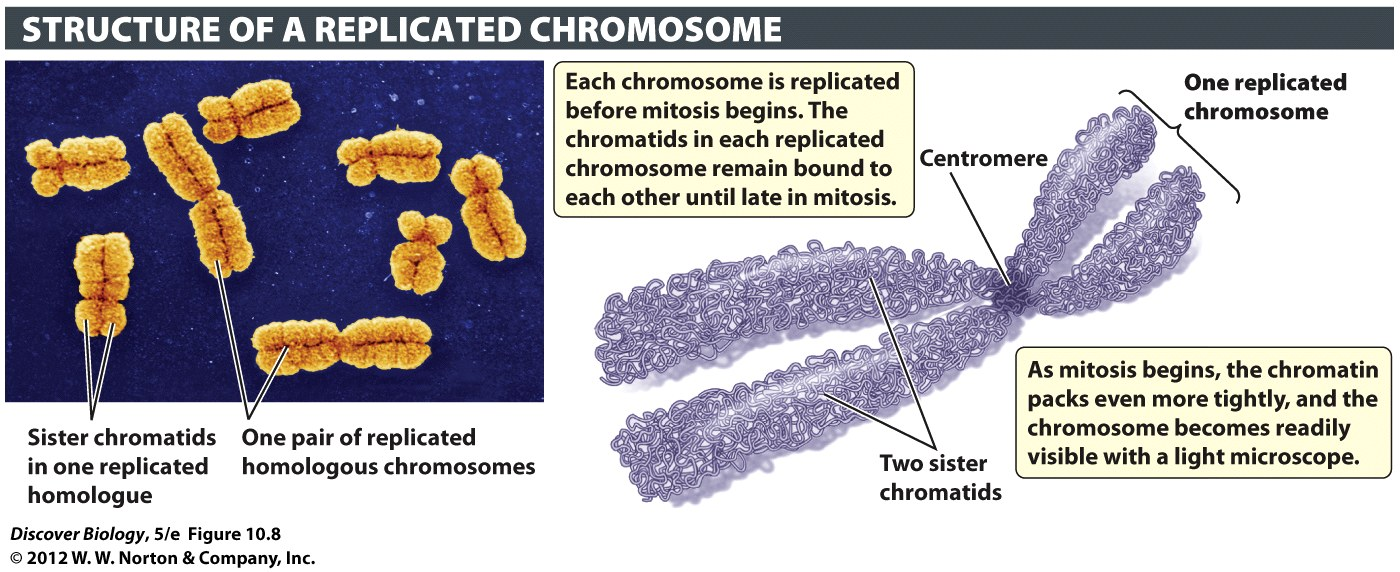 STRUCTURE OF A REPLICATED CHROMOSOME
Each chromosome is replicated
before mitosis begins. The
chromatids in each replicated
chromosome remain bound to
each other until late in mitosis.
One replicated
chromosome
Centromere
As mitosis begins, the chromatin
packs even more tightly, and the
chromosome becomes readily
visible with a light microscope.
Two sister
chromatids
Sister chromatids
in one replicated
homologue
One pair of replicated
homologous chromosomes
Discover Biology, 5/e Figure 10.8
© 2012 W. W. Norton & Company, Inc.